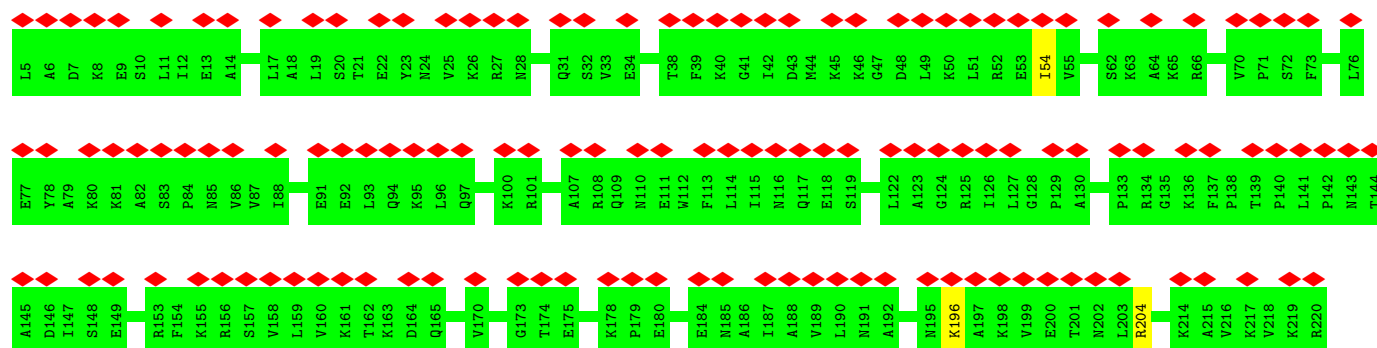 L5 A6 D7 K8 E9 S10 L11 I12 E13 A14 L17 A18 L19 S20 T21 E22 Y23 N24 V25 K26 R27 N28 Q31 S32 V33 E34 T38 F39 K40 G41 I42 D43 M44 K45 K46 G47 D48 L49 K50 L51 R52 E53 I54 V55 S62 K63 A64 K65 R66 V70 P71 S72 F73 L76
E77 Y78 A79 K80 K81 A82 S83 P84 N85 V86 V87 I88 E91 E92 L93 Q94 K95 L96 Q97 K100 R101 A107 R108 Q109 N110 E111 W112 F113 L114 I115 N116 Q117 E118 S119 L122 A123 G124 R125 I126 L127 G128 P129 A130 P133 R134 G135 K136 F137 P138 T139 P140 L141 P142 N143 T144
A145 D146 I147 S148 E149 R153 F154 K155 R156 S157 V158 L159 V160 K161 T162 K163 D164 Q165 V170 G173 T174 E175 K178 P179 E180 E184 N185 A186 I187 A188 V189 L190 N191 A192 N195 K196 A197 K198 V199 E200 T201 N202 L203 R204 K214 A215 V216 K217 V218 K219 R220